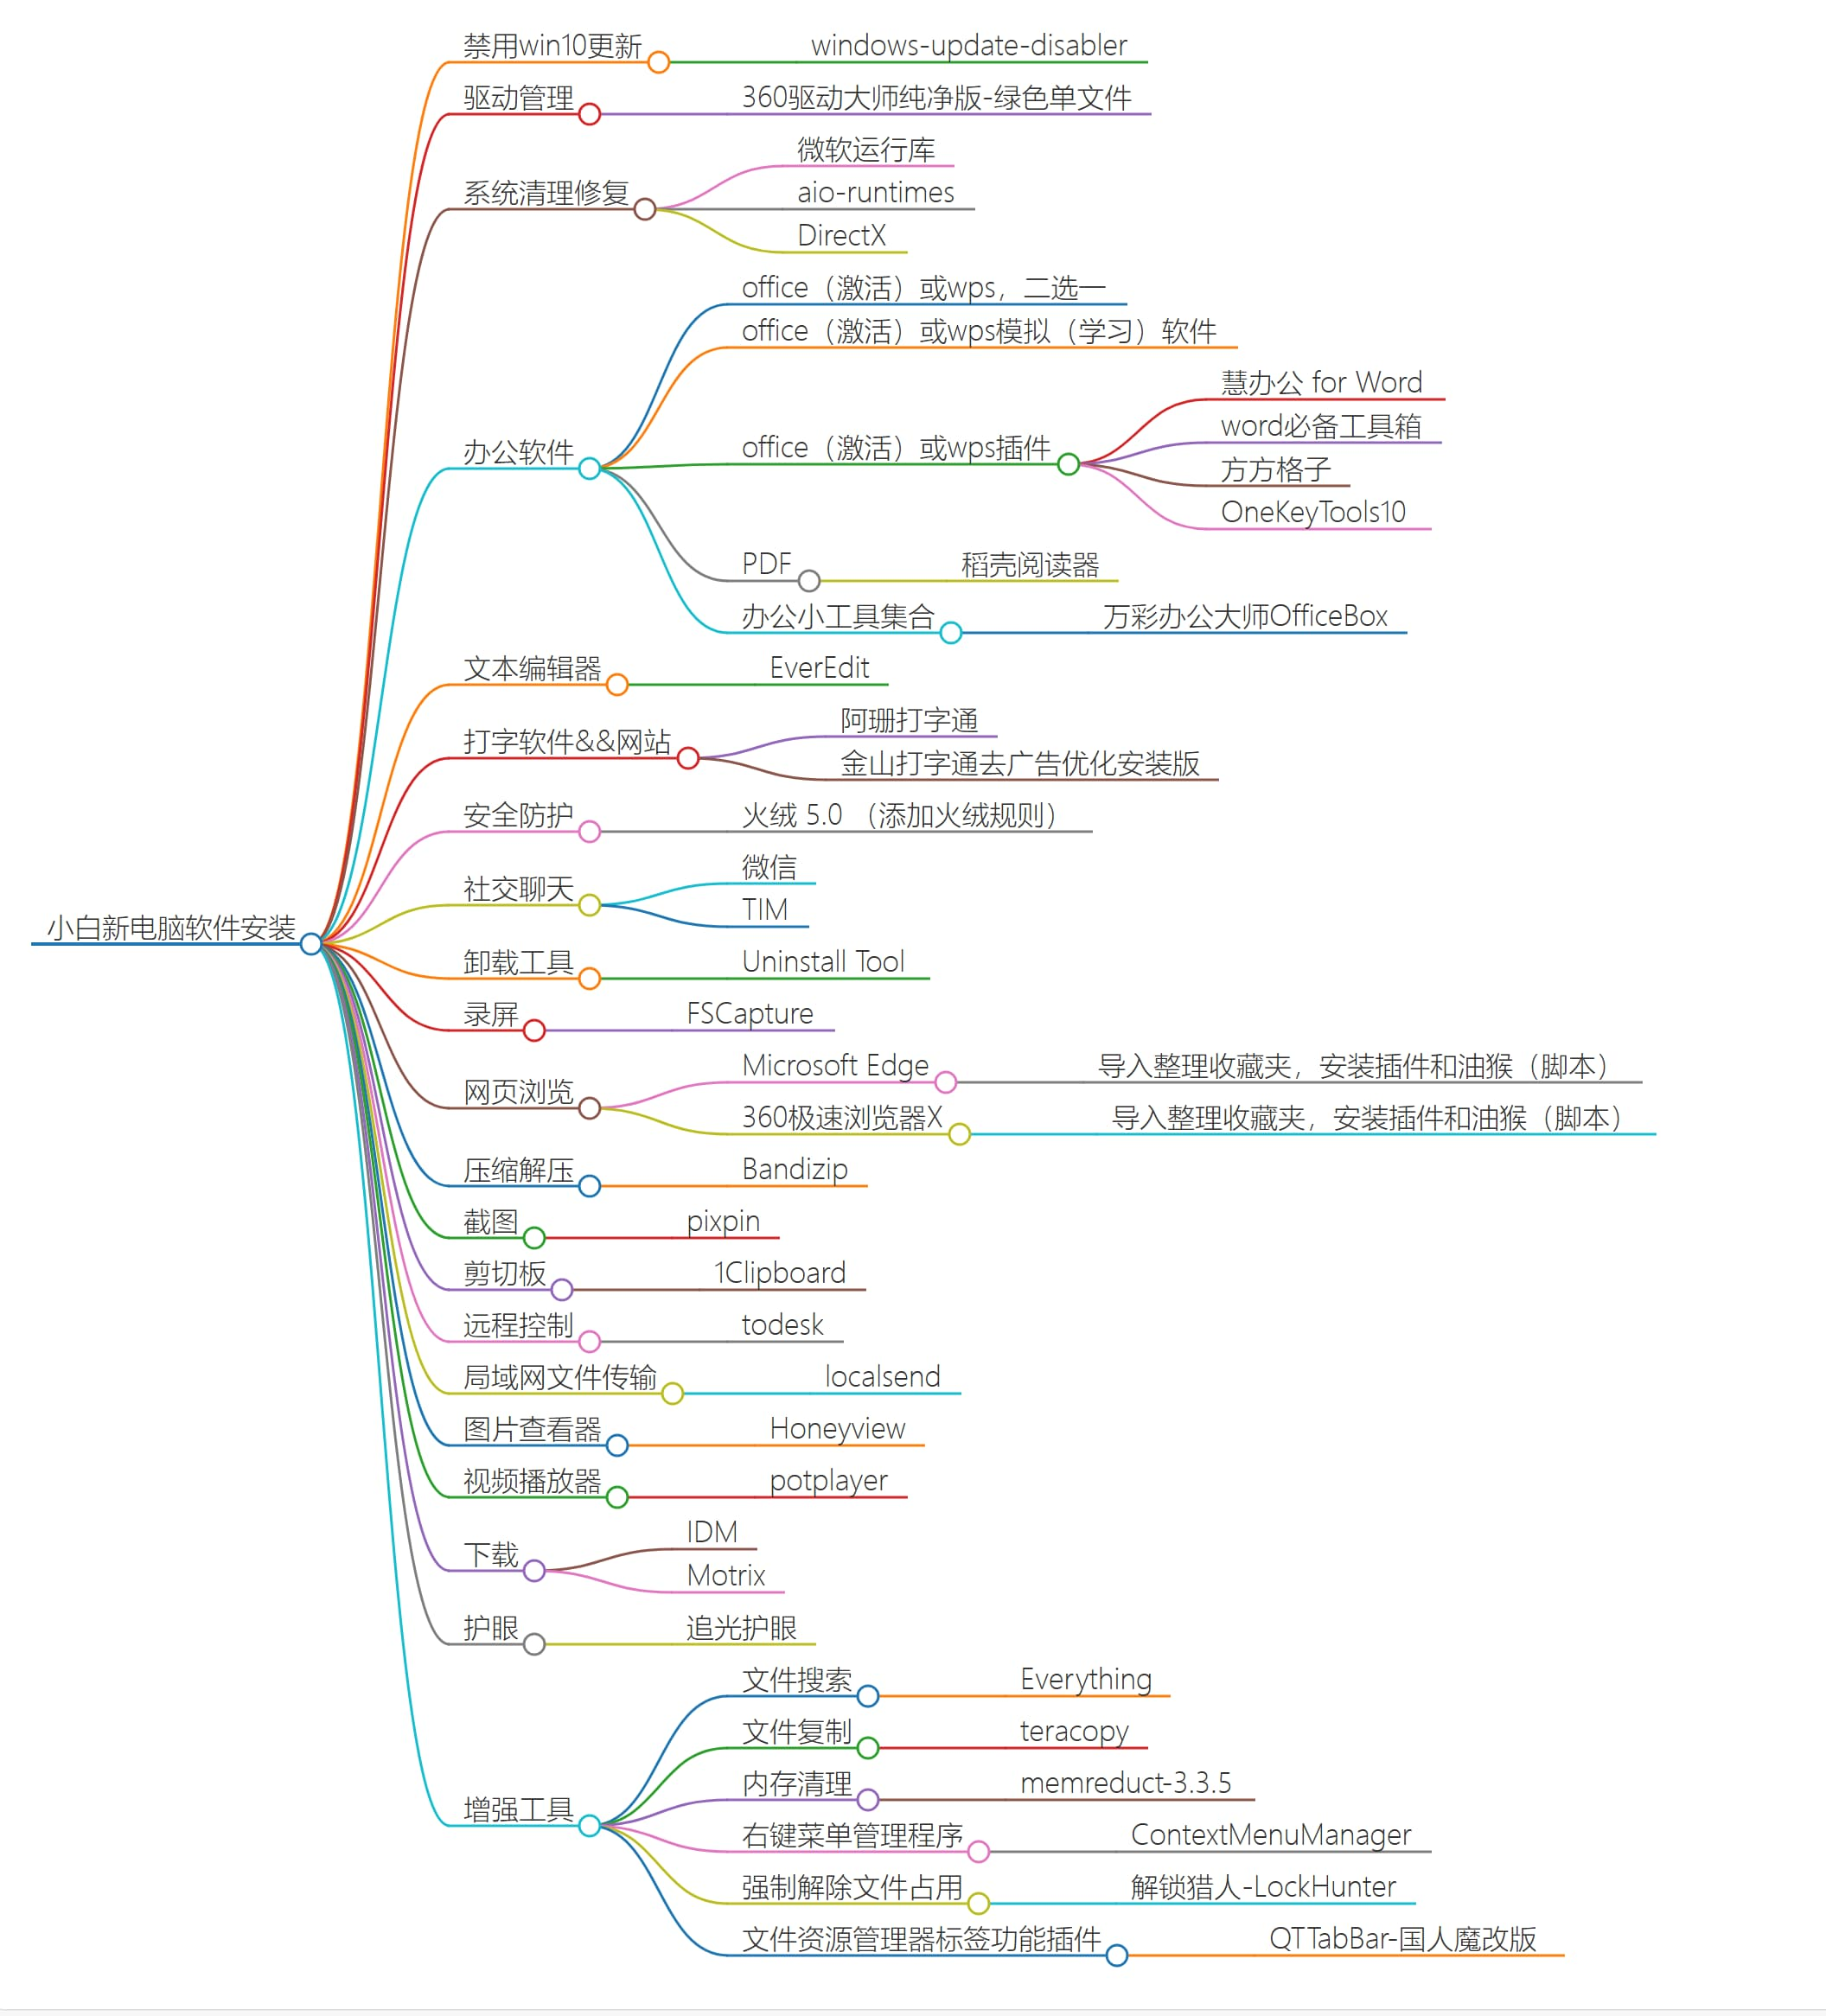 小白新电脑软件安装
禁用win10更新
windows-update-disabler
驱动管理
360驱动大师纯净版-绿色单文件
系统清理修复
微软运行库
aio-runtimes
DirectX
办公软件
office（激活）或wps，二选一
office（激活）或wps模拟（学习）软件
office（激活）或wps插件
慧办公 for Word
word必备工具箱
方方格子
OneKeyTools10
PDF
稻壳阅读器
办公小工具集合
万彩办公大师OfficeBox
文本编辑器
EverEdit
打字软件&&网站
阿珊打字通
金山打字通去广告优化安装版
安全防护
火绒 5.0 （添加火绒规则）
社交聊天
微信
TIM
卸载工具
Uninstall Tool
录屏
FSCapture
网页浏览
Microsoft Edge
导入整理收藏夹，安装插件和油猴（脚本）
360极速浏览器X
导入整理收藏夹，安装插件和油猴（脚本）
压缩解压
Bandizip
截图
pixpin
剪切板
1Clipboard
远程控制
todesk
局域网文件传输
localsend
图片查看器
Honeyview
视频播放器
potplayer
下载
IDM
Motrix
护眼
追光护眼
增强工具
文件搜索
Everything
文件复制
teracopy
内存清理
memreduct-3.3.5
右键菜单管理程序
ContextMenuManager
强制解除文件占用
解锁猎人-LockHunter
文件资源管理器标签功能插件
QTTabBar-国人魔改版